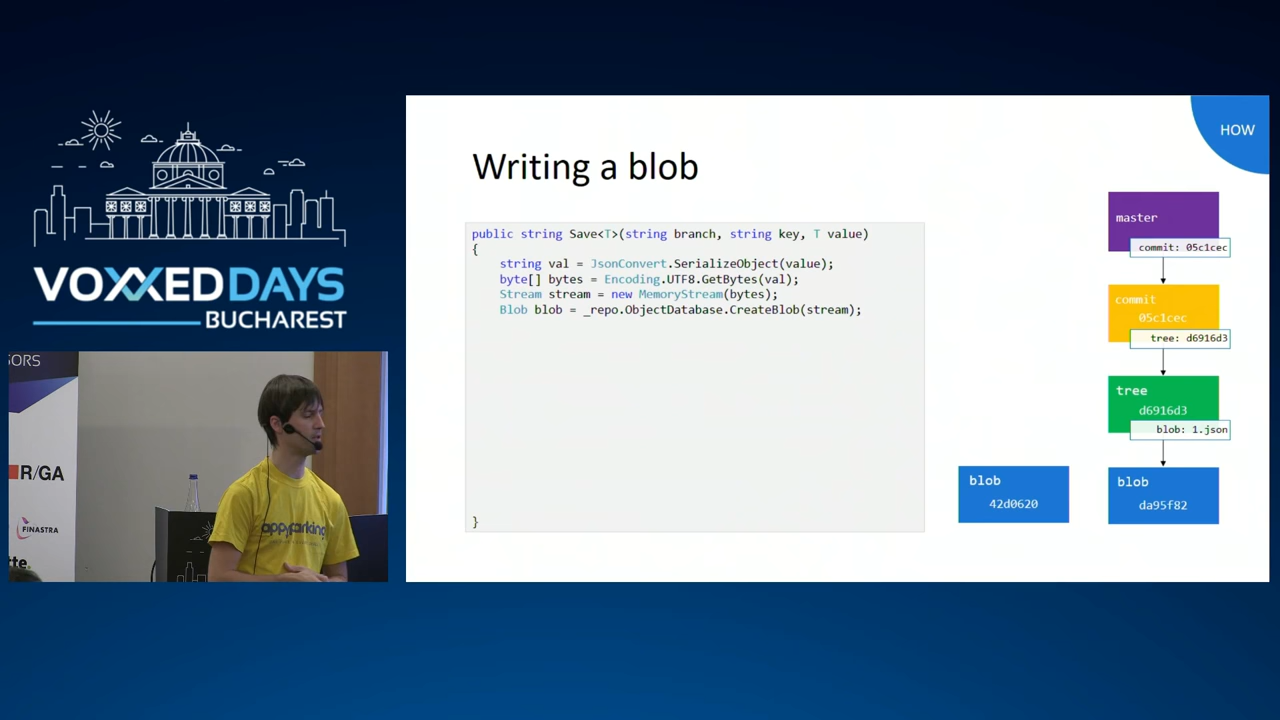 VOXXED DAYS
BUCHAREST
SORS
R/GA
FINASTRA
tte.
appyparking
HOW
Writing a blob
public string Save<T>(string branch, string key, T value)
{
string val = JsonConvert.SerializeObject(value);
byte[] bytes = Encoding.UTF8.GetBytes(val);
Stream stream = new MemoryStream(bytes);
Blob blob = _repo.ObjectDatabase.CreateBlob(stream);
}
master
commit: 05c1cec
commit
05c1cec
tree: d6916d3
tree
d6916d3
blob: 1.json
blob
42d0620
blob
da95f82